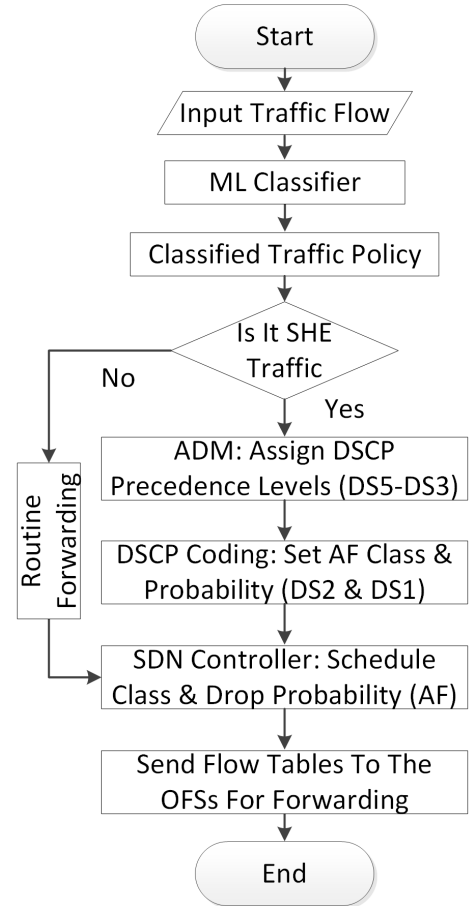 Start
Input Traffic Flow
ML Classifier
Classified Traffic Policy
Is It SHE
Traffic
No
Yes
ADM: Assign DSCP
Precedence Levels (DS5-DS3)
Routine
Forwarding
DSCP Coding: Set AF Class &
Probability (DS2 & DS1)
SDN Controller: Schedule
Class & Drop Probability (AF)
Send Flow Tables To The
OFSs For Forwarding
End